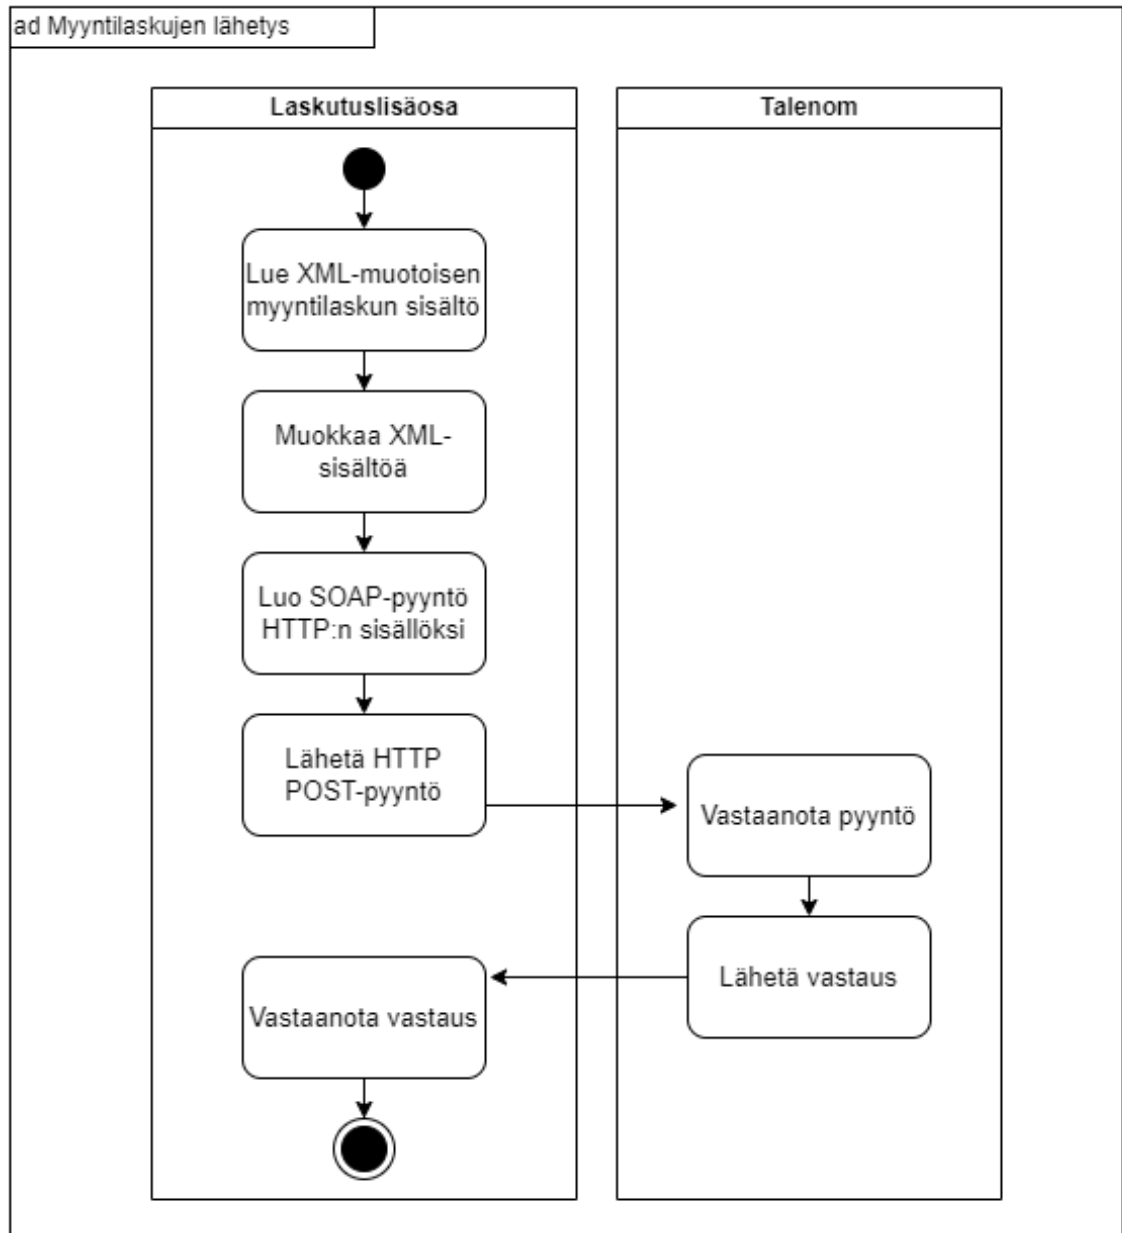 ad Myyntilaskujen lähetys
Laskutuslisäosa
Talenom
Lue XML-muotoisen
myyntilaskun sisältö
Muokkaa XML-
sisältöä
Luo SOAP-pyyntö
HTTP:n sisällöksi
Lähetä HTTP
POST-pyyntö
Vastaanota pyyntö
Lähetä vastaus
Vastaanota vastaus